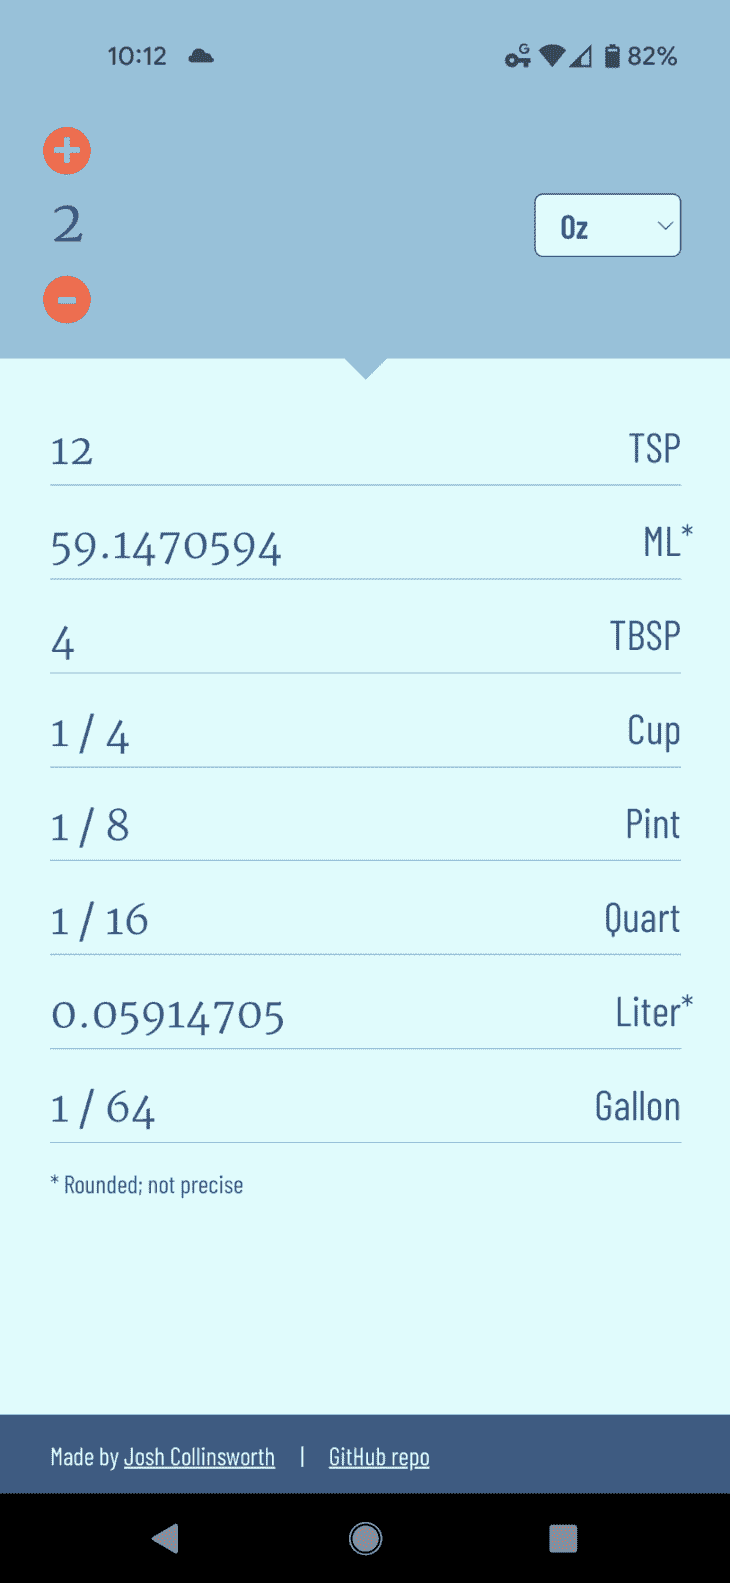 10:12 G 82%
2 Oz
12 TSP
59.1470594 ML*
4 TBSP
1 / 4 Cup
1 / 8 Pint
1 / 16 Quart
0.05914705 Liter*
1 / 64 Gallon
* Rounded; not precise
Made by Josh Collinsworth | GitHub repo